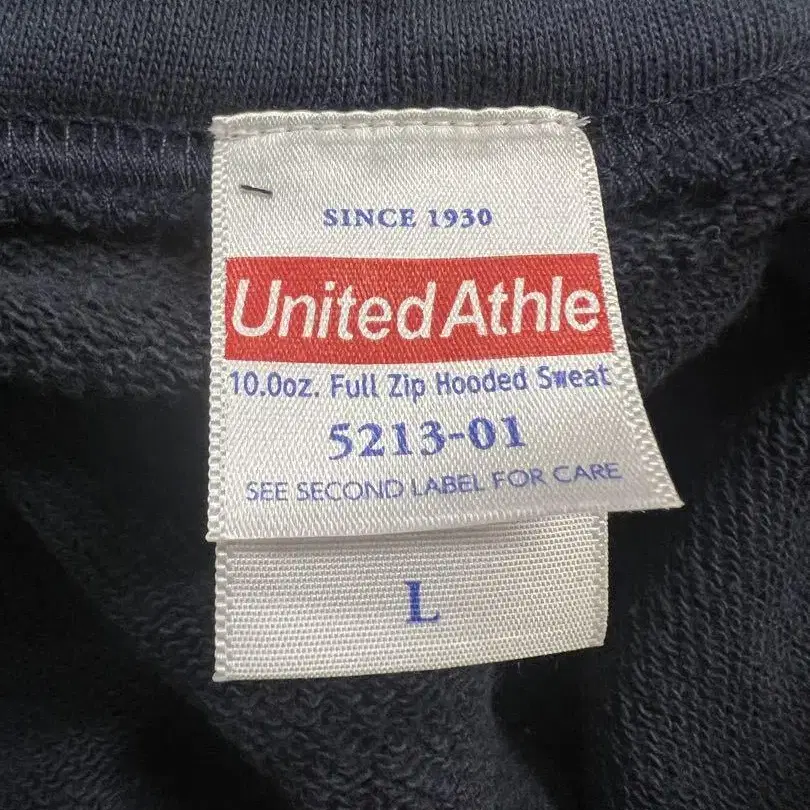 SINCE 1930
United Athle
10.0oz. Full Zip Hooded Sweat
5213-01
SEE SECOND LABEL FOR CARE
L